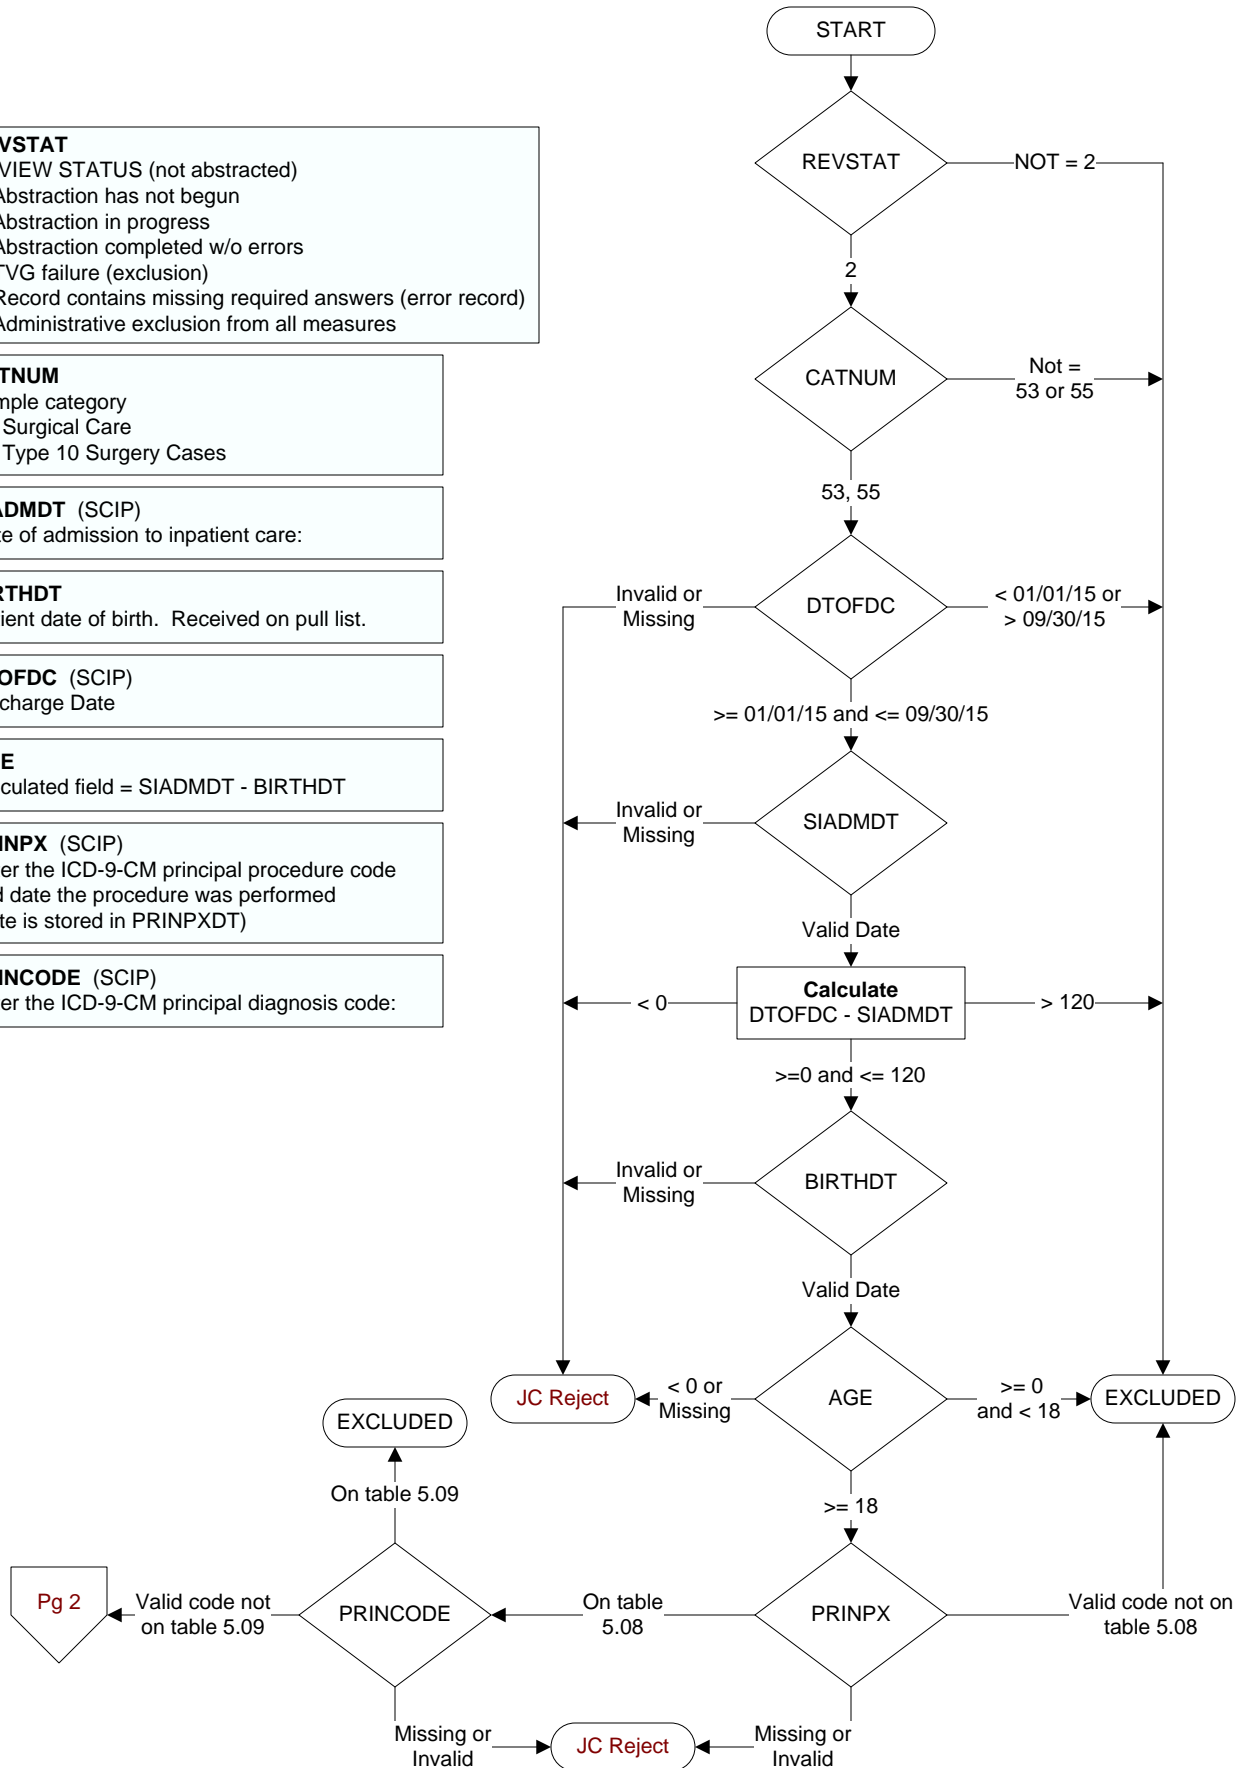 START
VSTAT
VIEW STATUS (not abstracted)
Abstraction has not begun
Abstraction in progress
Abstraction completed w/o errors
TVG failure (exclusion)
Record contains missing required answers (error record)
Administrative exclusion from all measures
REVSTAT
NOT = 2
2
TNUM
mple category
Surgical Care
Type 10 Surgery Cases
CATNUM
Not =
53 or 55
53, 55
ADMDT (SCIP)
te of admission to inpatient care:
RTHDT
tient date of birth. Received on pull list.
Invalid or
Missing
DTOFDC
< 01/01/15 or
> 09/30/15
OFDC (SCIP)
charge Date
>= 01/01/15 and <= 09/30/15
E
culated field = SIADMDT - BIRTHDT
Invalid or
Missing
SIADMDT
INPX (SCIP)
er the ICD-9-CM principal procedure code
d date the procedure was performed
te is stored in PRINPXDT)
Valid Date
INCODE (SCIP)
er the ICD-9-CM principal diagnosis code:
< 0
Calculate
DTOFDC - SIADMDT
> 120
>=0 and <= 120
Invalid or
Missing
BIRTHDT
Valid Date
JC Reject
< 0 or
Missing
AGE
>= 0
and < 18
EXCLUDED
EXCLUDED
On table 5.09
>= 18
Pg 2
Valid code not
on table 5.09
PRINCODE
On table
5.08
PRINPX
Valid code not on
table 5.08
Missing or
Invalid
JC Reject
Missing or
Invalid